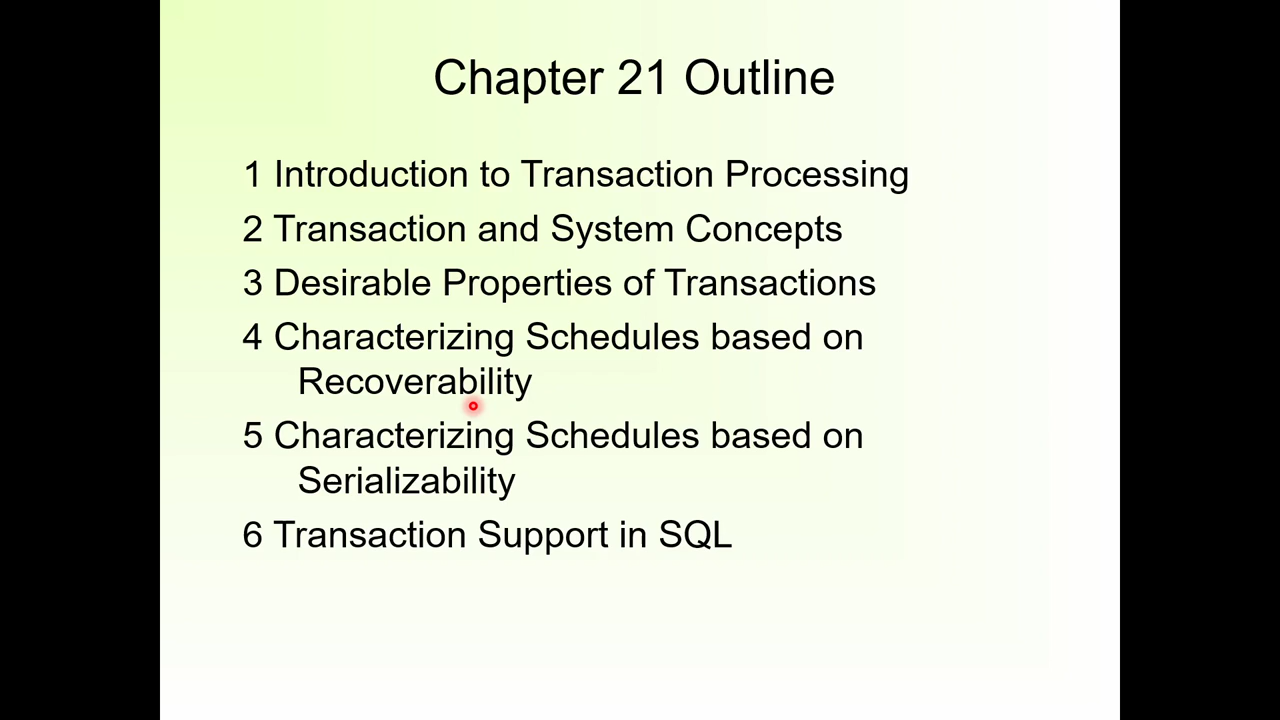 Chapter 21 Outline
1 Introduction to Transaction Processing
2 Transaction and System Concepts
3 Desirable Properties of Transactions
4 Characterizing Schedules based on
Recoverability
5 Characterizing Schedules based on
Serializability
6 Transaction Support in SQL